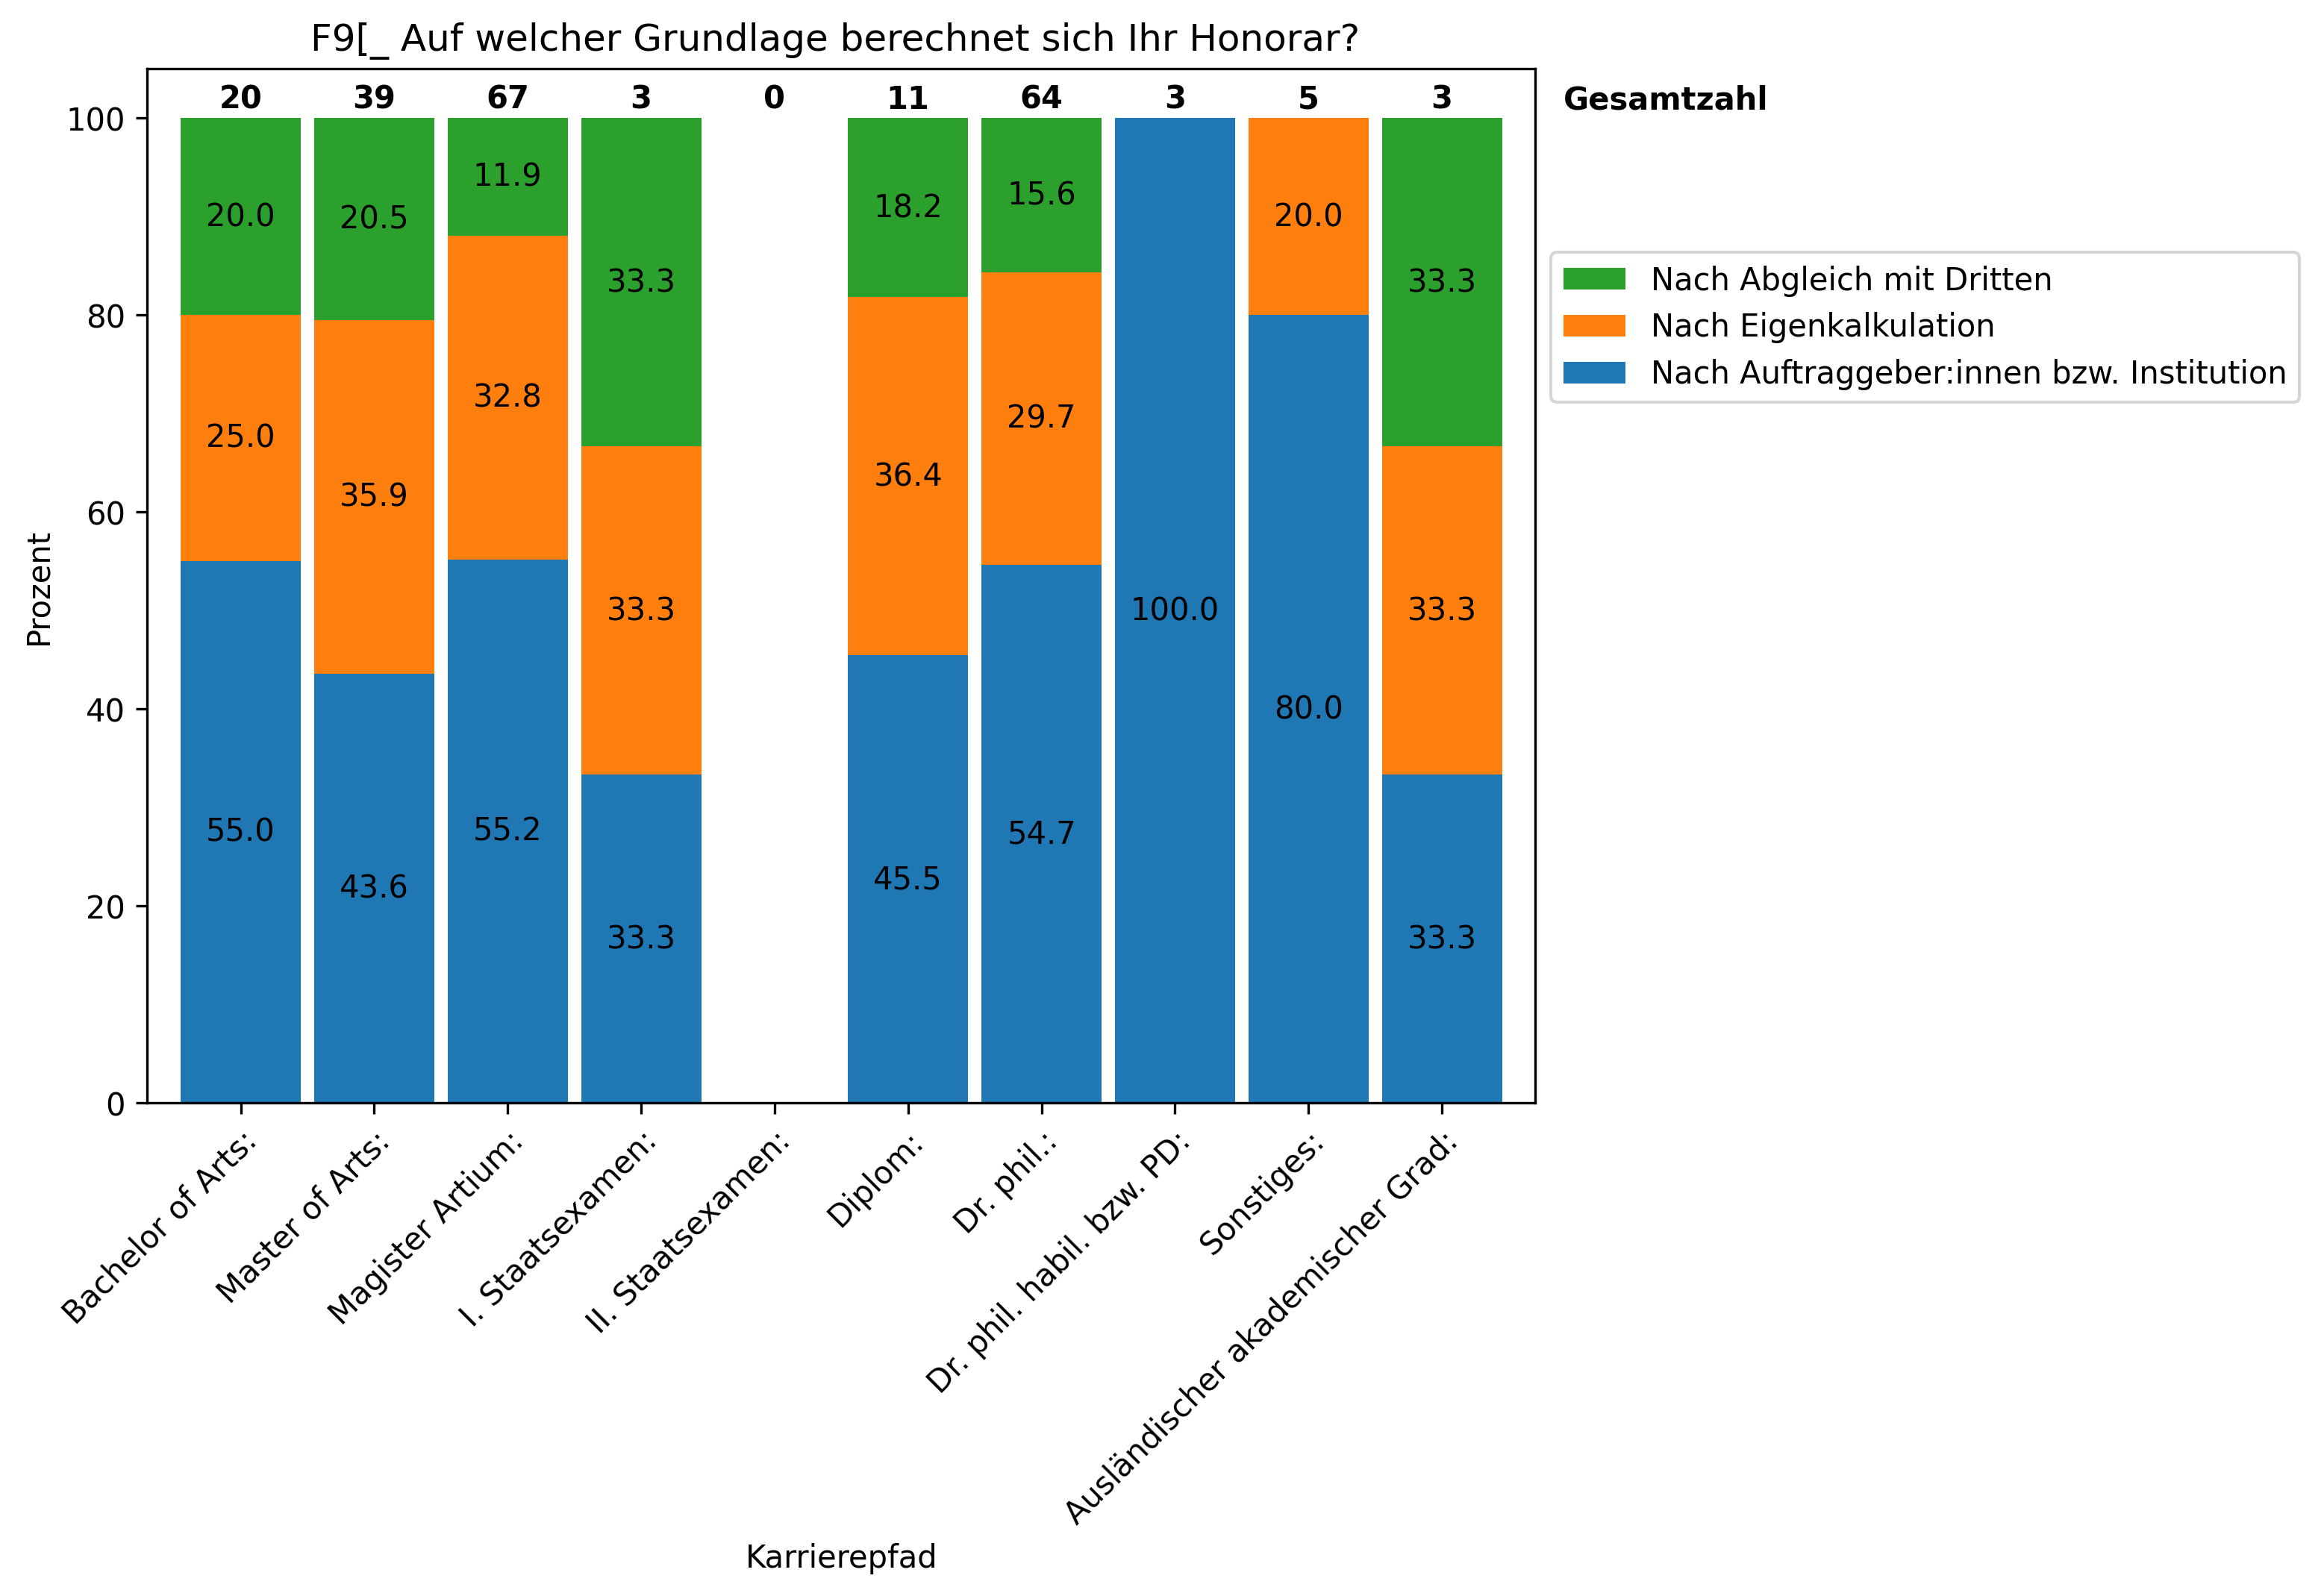 F9[_ Auf welcher Grundlage berechnet sich Ihr Honorar?
20 39 67 3 0 11 64 3 5 3 Gesamtzahl
Prozent
100
80
60
40
20
0
20.0 20.5 11.9 33.3 18.2 15.6 20.0 33.3
25.0 35.9 32.8 33.3 36.4 29.7 33.3
55.0 43.6 55.2 33.3 45.5 54.7 100.0 80.0 33.3
Nach Abgleich mit Dritten
Nach Eigenkalkulation
Nach Auftraggeber:innen bzw. Institution
Bachelor of Arts:
Master of Arts:
Magister Artium:
I. Staatsexamen:
II. Staatsexamen:
Diplom:
Dr. phil.:
Dr. phil. habil. bzw. PD:
Sonstiges:
Ausländischer akademischer Grad:
Karrierepfad